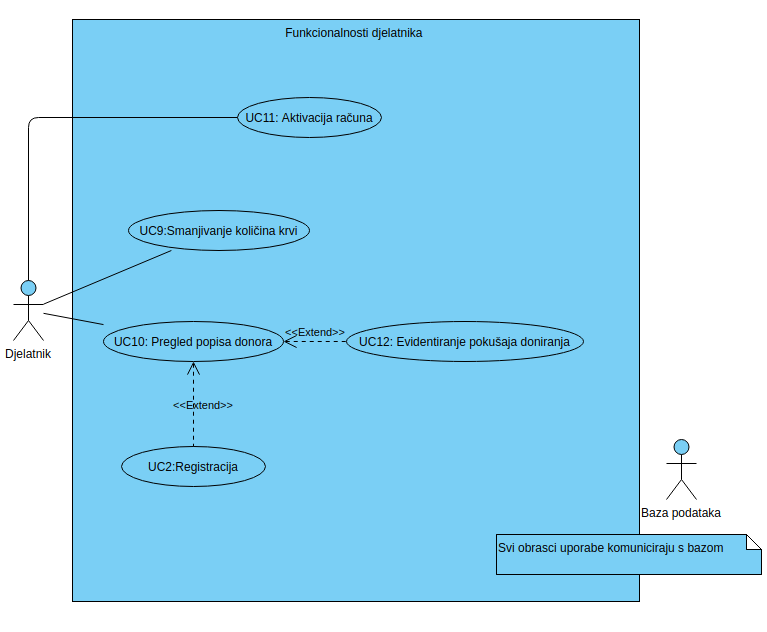 Funkcionalnosti djelatnika
UC11: Aktivacija računa
UC9:Smanjivanje količina krvi
Djelatnik
UC10: Pregled popisa donora
<<Extend>>
UC12: Evidentiranje pokušaja doniranja
<<Extend>>
UC2:Registracija
Baza podataka
Svi obrasci uporabe komuniciraju s bazom